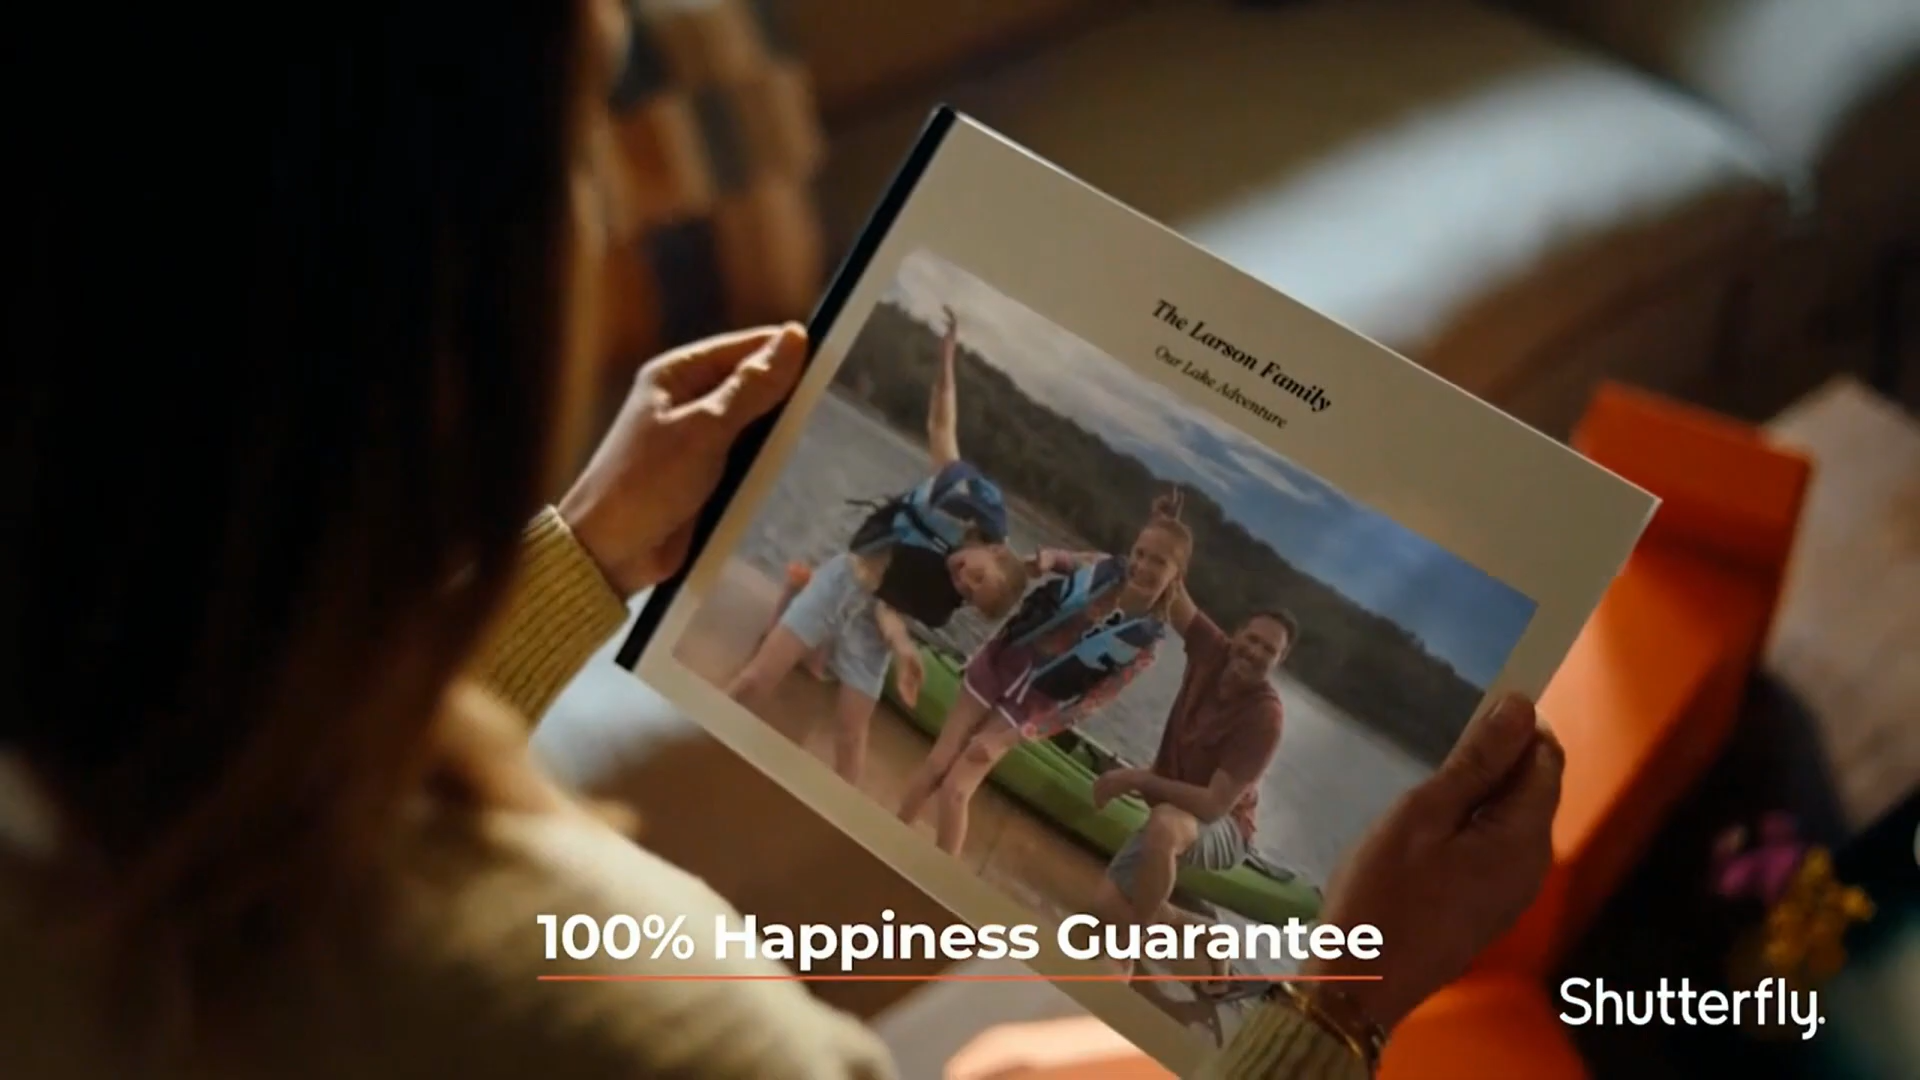 The Larson Family
Our Lake Adventure
100% Happiness Guarantee
Shutterfly.